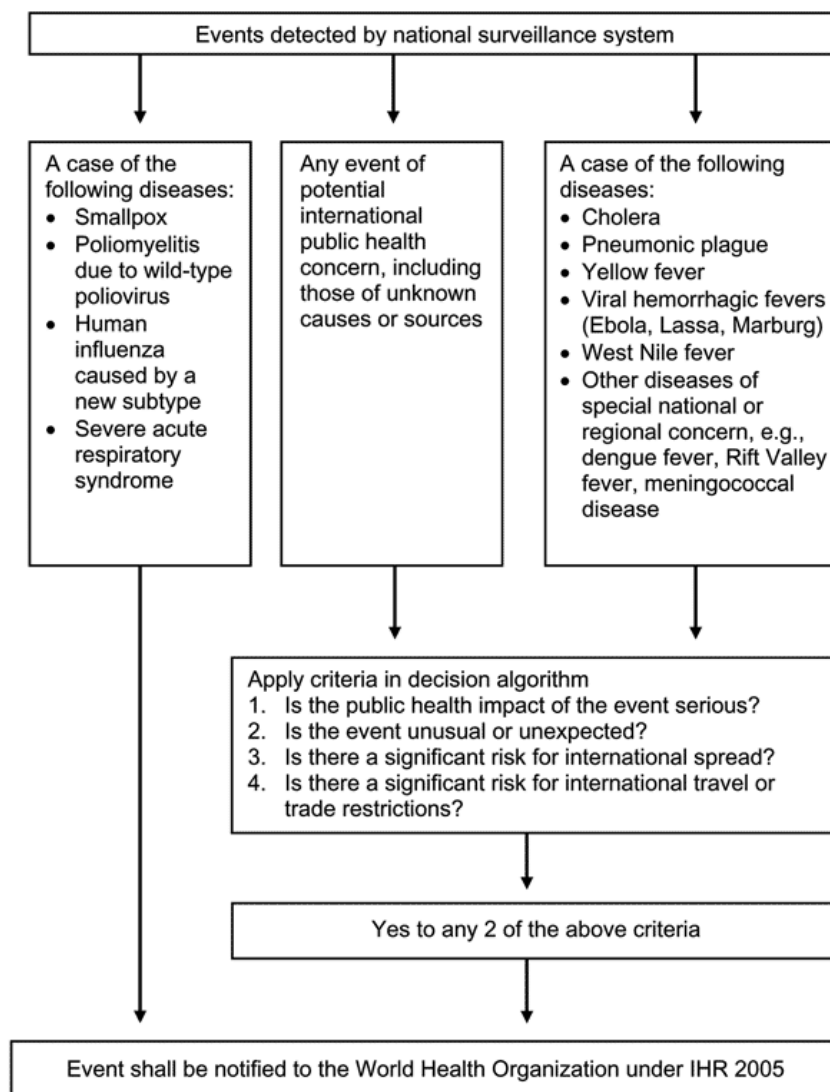 Events detected by national surveillance system
A case of the
following diseases:
• Smallpox
• Poliomyelitis
due to wild-type
poliovirus
• Human
influenza
caused by a
new subtype
• Severe acute
respiratory
syndrome
Any event of
potential
international
public health
concern, including
those of unknown
causes or sources
A case of the following
diseases:
• Cholera
• Pneumonic plague
• Yellow fever
• Viral hemorrhagic fevers
(Ebola, Lassa, Marburg)
• West Nile fever
• Other diseases of
special national or
regional concern, e.g.,
dengue fever, Rift Valley
fever, meningococcal
disease
Apply criteria in decision algorithm
1. Is the public health impact of the event serious?
2. Is the event unusual or unexpected?
3. Is there a significant risk for international spread?
4. Is there a significant risk for international travel or
trade restrictions?
Yes to any 2 of the above criteria
Event shall be notified to the World Health Organization under IHR 2005